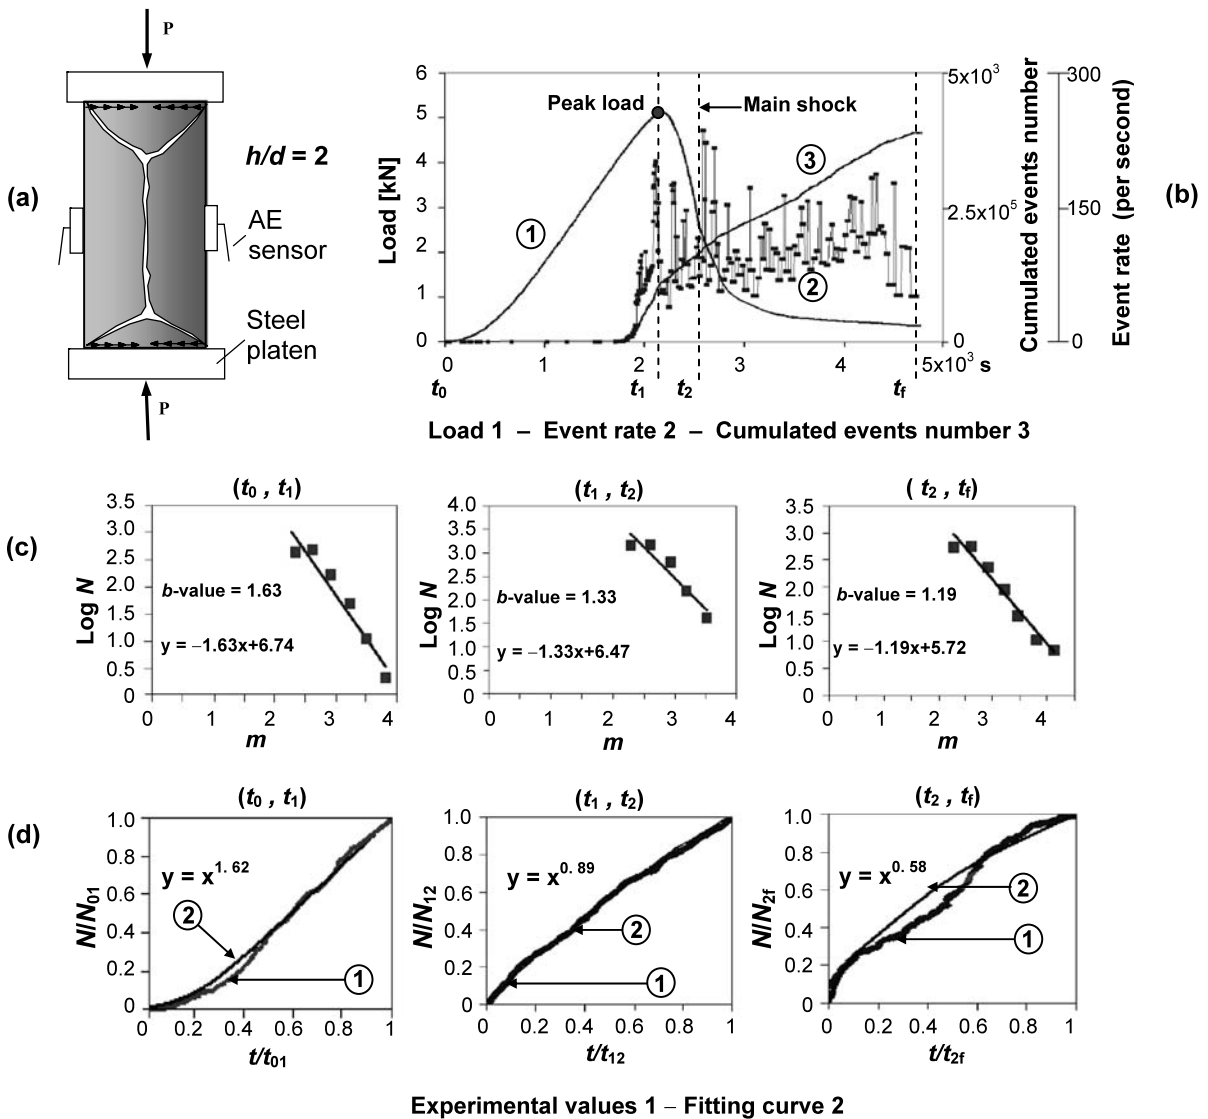 (a)
P
h/d = 2
AE
sensor
Steel
platen
P
(b)
Load [kN]
6
5
4
3
2
1
0
Peak load
Main shock
1
2
3
0
1
2
3
4
5x10³ s
t0
t1
t2
tf
5x10³
2.5x10⁵
0
Cumulated events number
300
150
0
Event rate (per second)
Load 1 – Event rate 2 – Cumulated events number 3
(c)
(t0 , t1)
Log N
3.5
3.0
2.5
2.0
1.5
1.0
0.5
0
b-value = 1.63
y = −1.63x+6.74
0 1 2 3 4
m
(t1 , t2)
Log N
4.0
3.5
3.0
2.5
2.0
1.5
1.0
0.5
0
b-value = 1.33
y = −1.33x+6.47
0 1 2 3 4
m
( t2 , tf)
Log N
3.5
3.0
2.5
2.0
1.5
1.0
0.5
0
b-value = 1.19
y = −1.19x+5.72
0 1 2 3 4
m
(d)
(t0 , t1)
N/N01
1.0
0.8
0.6
0.4
0.2
0
y = x^1.62
2
1
0 0.2 0.4 0.6 0.8 1
t/t01
(t1 , t2)
N/N12
1.0
0.8
0.6
0.4
0.2
0
y = x^0.89
2
1
0 0.2 0.4 0.6 0.8 1
t/t12
(t2 , tf)
N/N2f
1.0
0.8
0.6
0.4
0.2
0
y = x^0.58
2
1
0 0.2 0.4 0.6 0.8 1
t/t2f
Experimental values 1 – Fitting curve 2